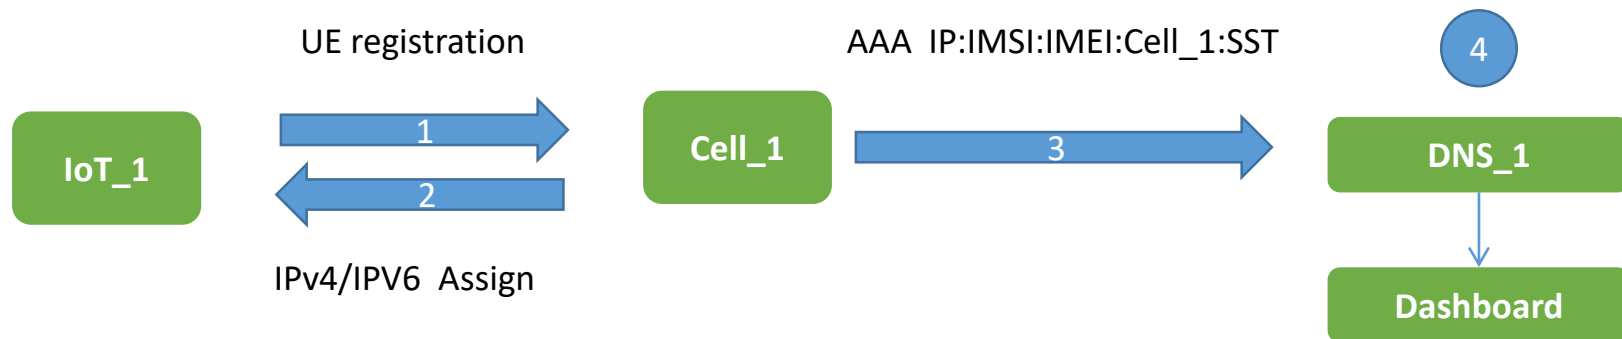 UE registration
AAA IP:IMSI:IMEI:Cell_1:SST
4
IoT_1
1
2
Cell_1
3
DNS_1
IPv4/IPV6 Assign
Dashboard